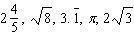 2 4/5, √8, 3.1̄, π, 2√3